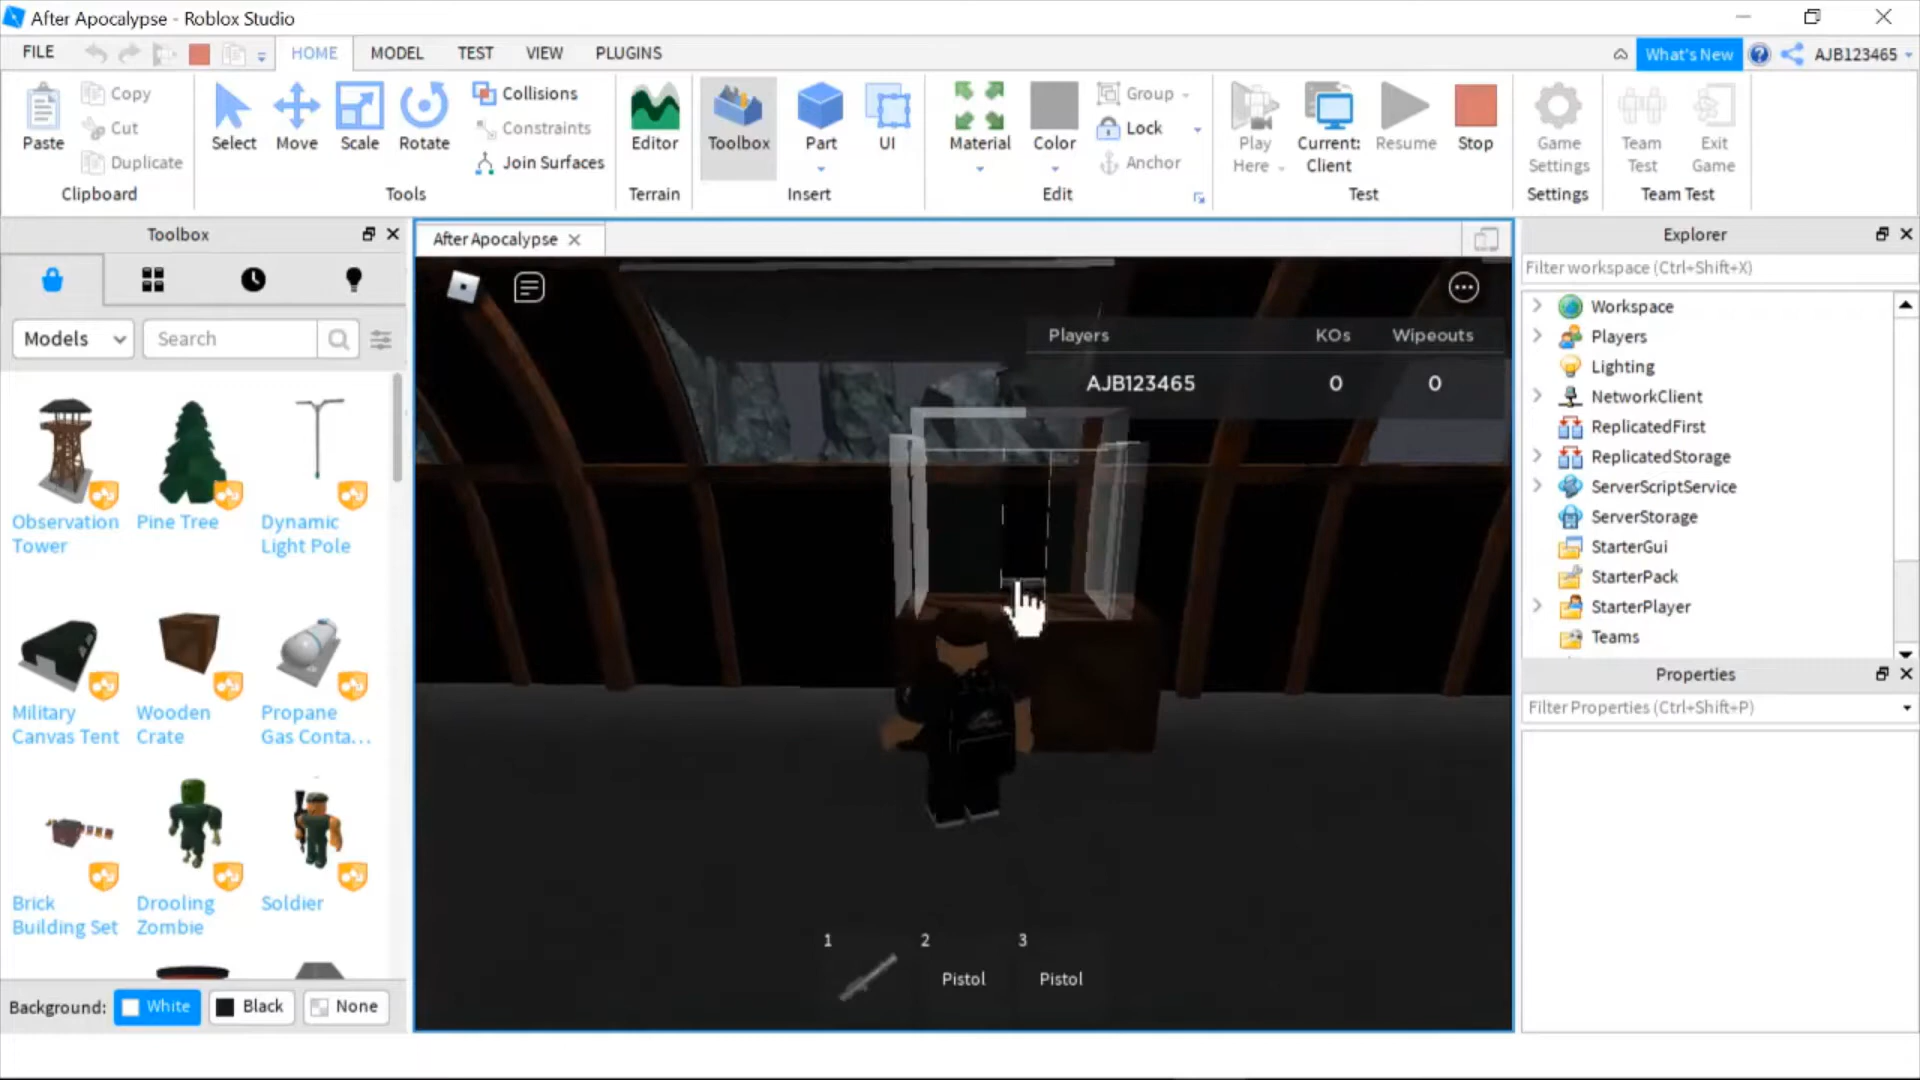 After Apocalypse - Roblox Studio
FILE
HOME
MODEL
TEST
VIEW
PLUGINS
What's New
AJB123465
Paste
Copy
Cut
Duplicate
Clipboard
Select
Move
Scale
Rotate
Collisions
Constraints
Join Surfaces
Tools
Editor
Terrain
Toolbox
Part
UI
Insert
Material
Color
Group
Lock
Anchor
Edit
Play
Here
Current:
Client
Resume
Stop
Test
Game
Settings
Settings
Team
Test
Exit
Game
Team Test
Toolbox
Models
Search
Observation
Tower
Pine Tree
Dynamic
Light Pole
Military
Canvas Tent
Wooden
Crate
Propane
Gas Conta...
Brick
Building Set
Drooling
Zombie
Soldier
Background:
White
Black
None
After Apocalypse
Players KOs Wipeouts
AJB123465 0 0
1 2 3
Pistol Pistol
Explorer
Filter workspace (Ctrl+Shift+X)
Workspace
Players
Lighting
NetworkClient
ReplicatedFirst
ReplicatedStorage
ServerScriptService
ServerStorage
StarterGui
StarterPack
StarterPlayer
Teams
Properties
Filter Properties (Ctrl+Shift+P)